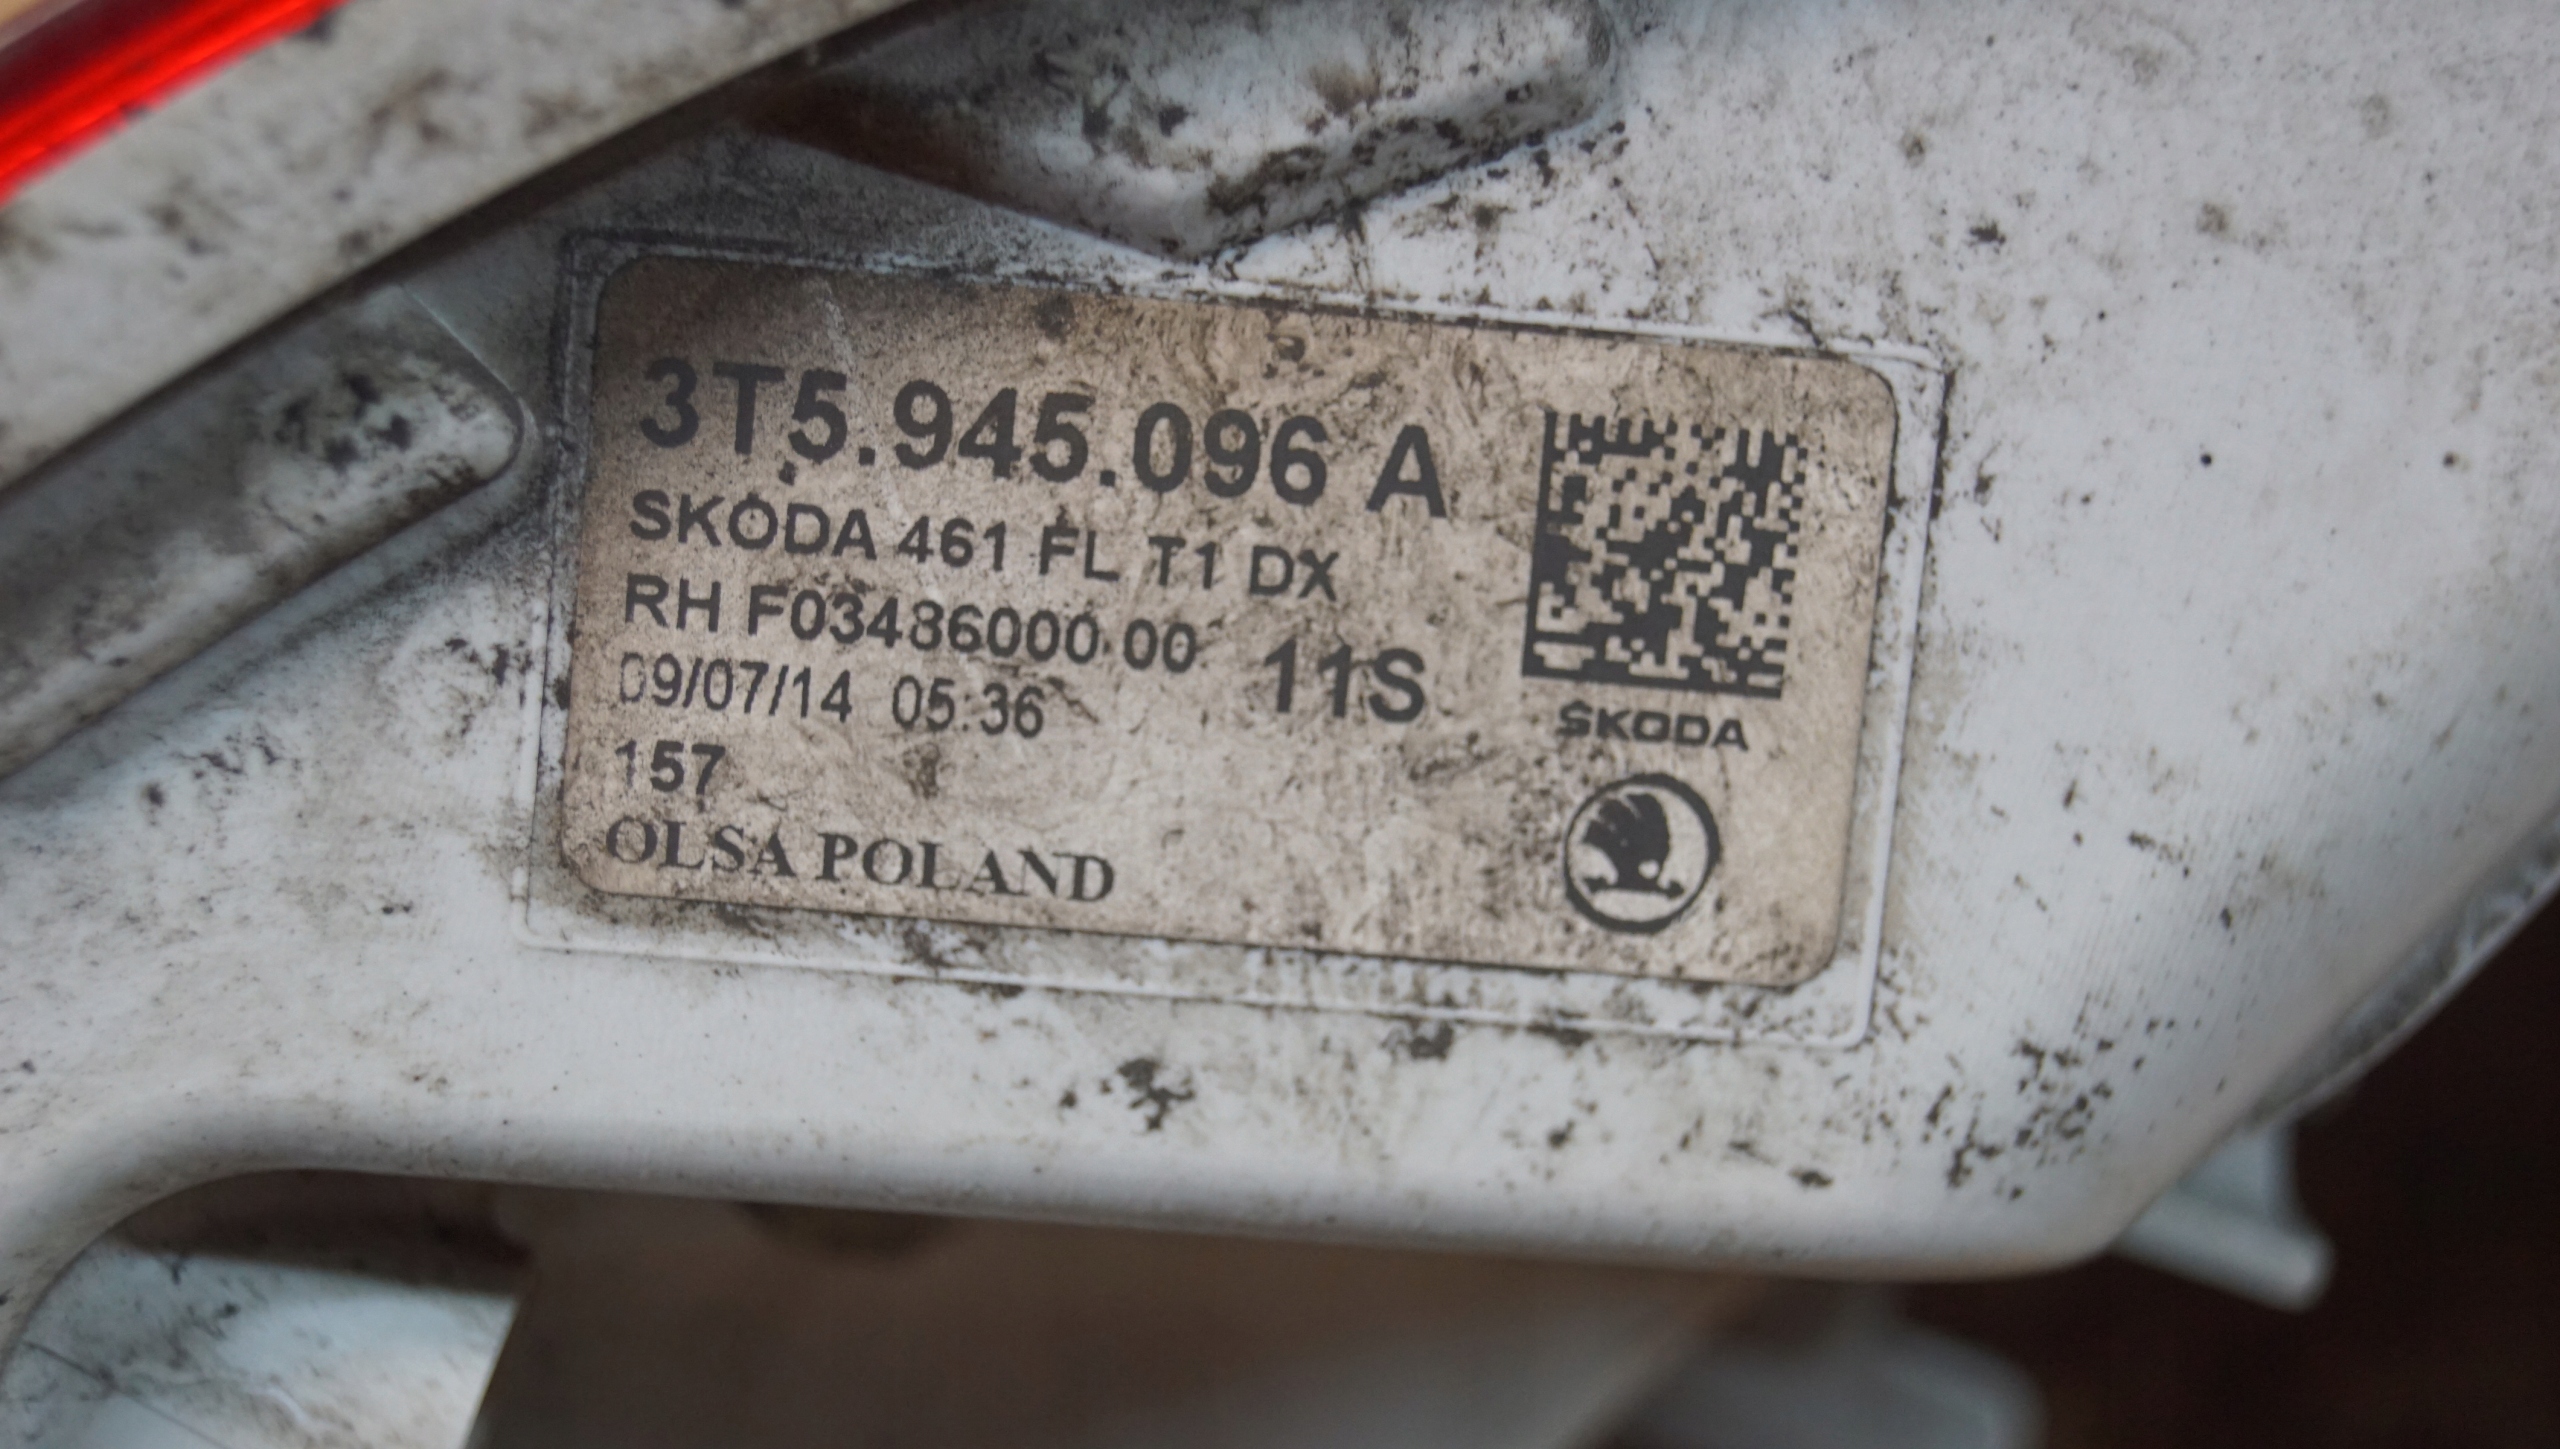 3T5.945.096 A
SKODA 461 FL T1 DX
RH F03486000.00
11S
09/07/14 05:36
157
OLSA POLAND
ŠKODA